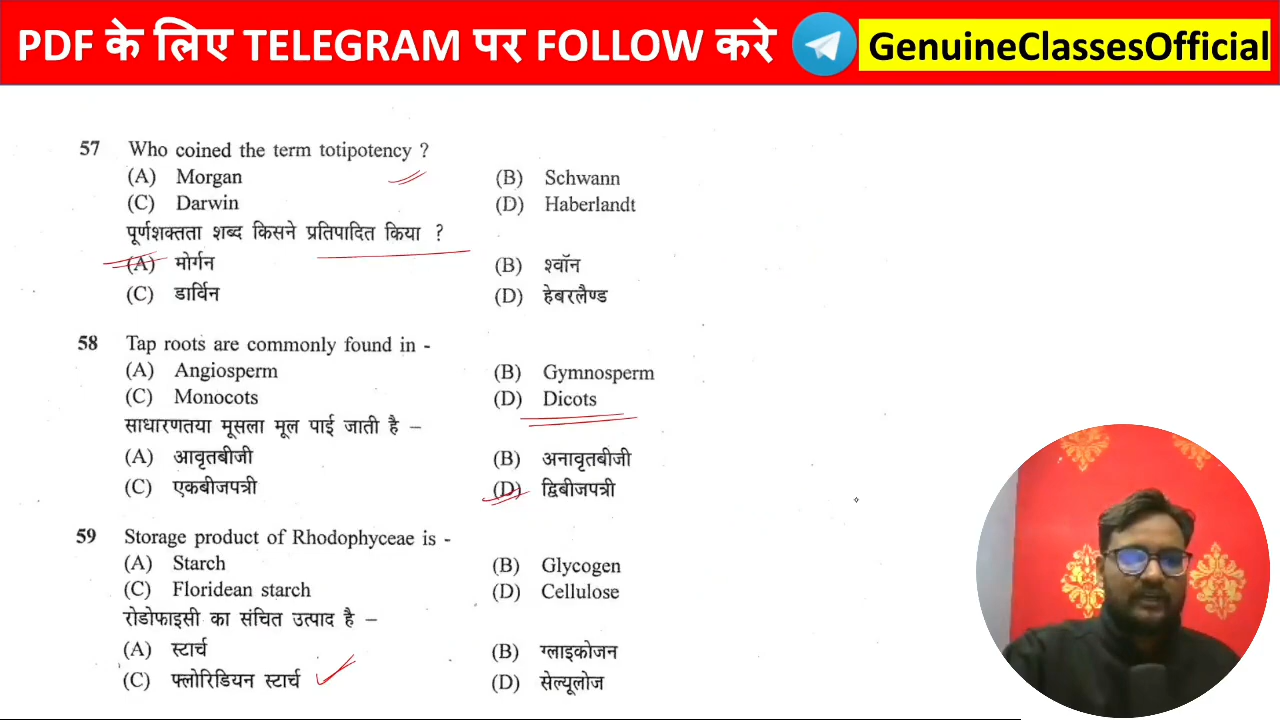 PDF के लिए TELEGRAM पर FOLLOW करे GenuineClassesOfficial
57 Who coined the term totipotency ?
(A) Morgan (B) Schwann
(C) Darwin (D) Haberlandt
पूर्णशक्तता शब्द किसने प्रतिपादित किया ?
(A) मोर्गन (B) श्वॉन
(C) डार्विन (D) हेबरलैण्ड
58 Tap roots are commonly found in -
(A) Angiosperm (B) Gymnosperm
(C) Monocots (D) Dicots
साधारणतया मूसला मूल पाई जाती है –
(A) आवृतबीजी (B) अनावृतबीजी
(C) एकबीजपत्री (D) द्विबीजपत्री
59 Storage product of Rhodophyceae is -
(A) Starch (B) Glycogen
(C) Floridean starch (D) Cellulose
रोडोफाइसी का संचित उत्पाद है –
(A) स्टार्च (B) ग्लाइकोजन
(C) फ्लोरिडियन स्टार्च (D) सेल्यूलोज